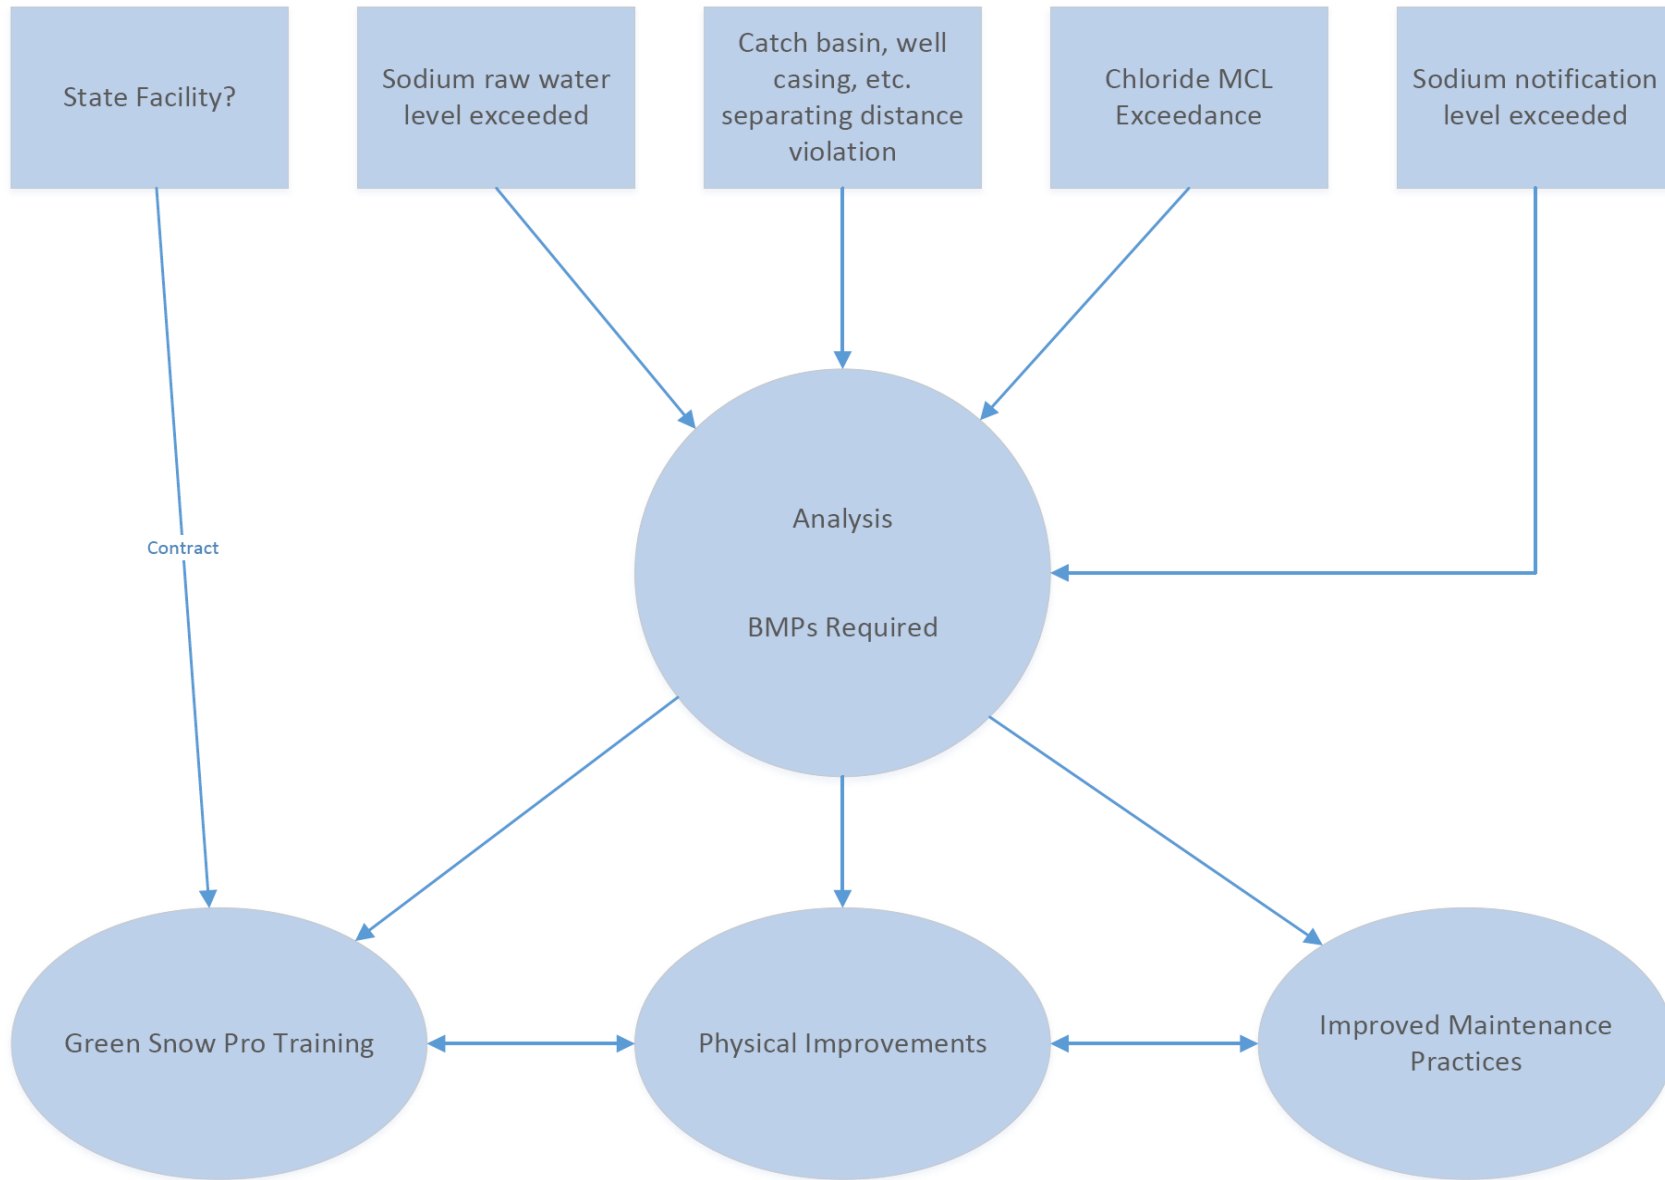 State Facility?
Sodium raw water
level exceeded
Catch basin, well
casing, etc.
separating distance
violation
Chloride MCL
Exceedance
Sodium notification
level exceeded
Contract
Analysis
BMPs Required
Green Snow Pro Training
Physical Improvements
Improved Maintenance
Practices